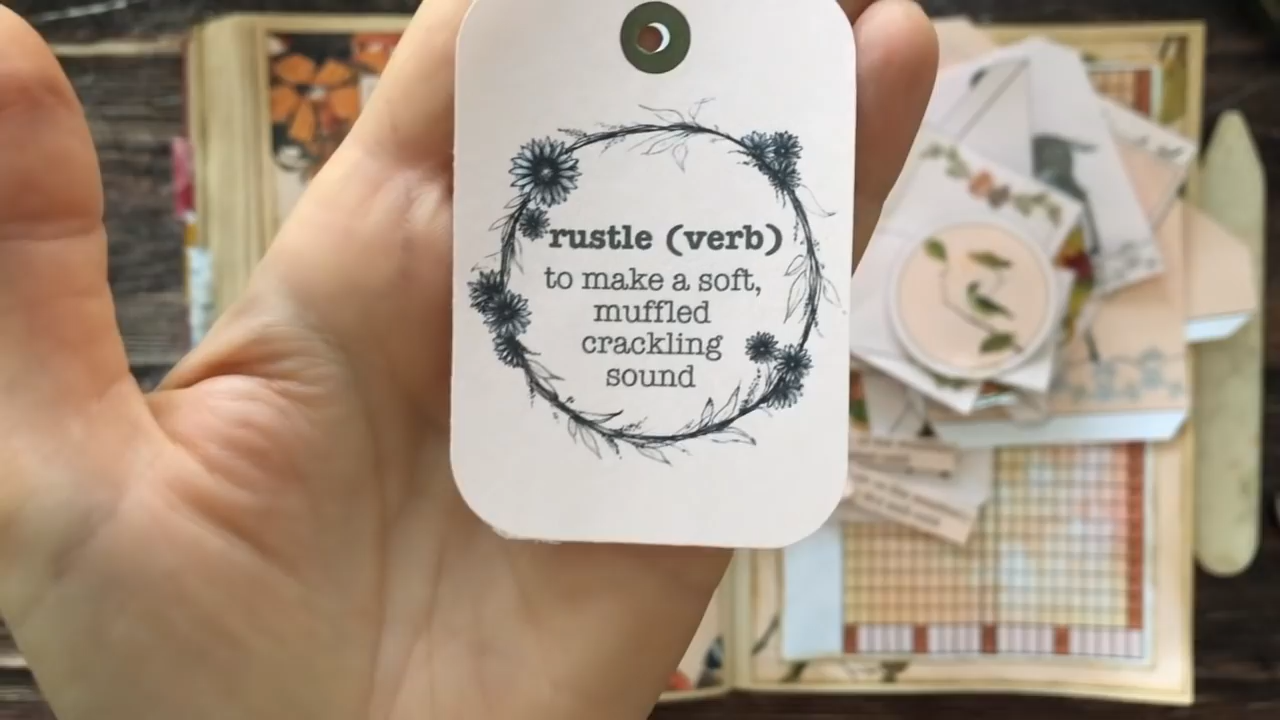 rustle (verb)
to make a soft,
muffled
crackling
sound